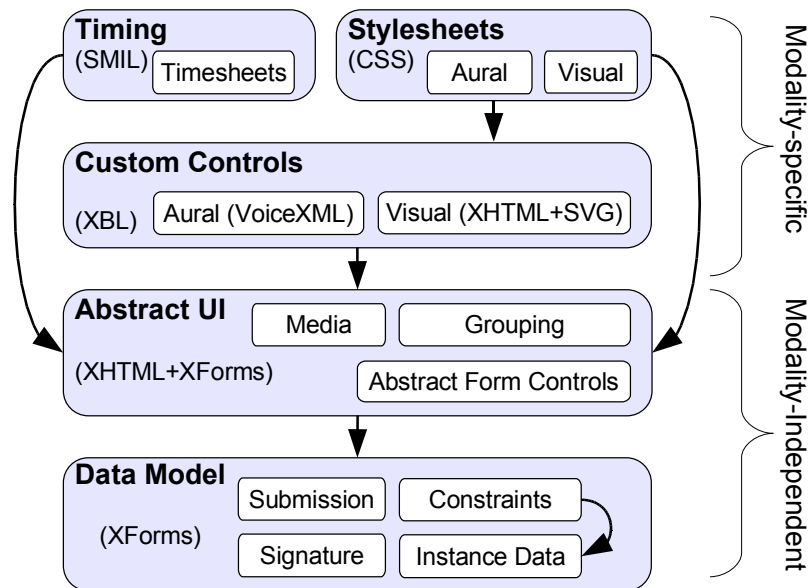 Timing
(SMIL)
Timesheets
Stylesheets
(CSS)
Aural
Visual
Custom Controls
(XBL)
Aural (VoiceXML)
Visual (XHTML+SVG)
Abstract UI
Media
Grouping
(XHTML+XForms)
Abstract Form Controls
Data Model
Submission
Constraints
(XForms)
Signature
Instance Data
Modality-specific
Modality-Independent